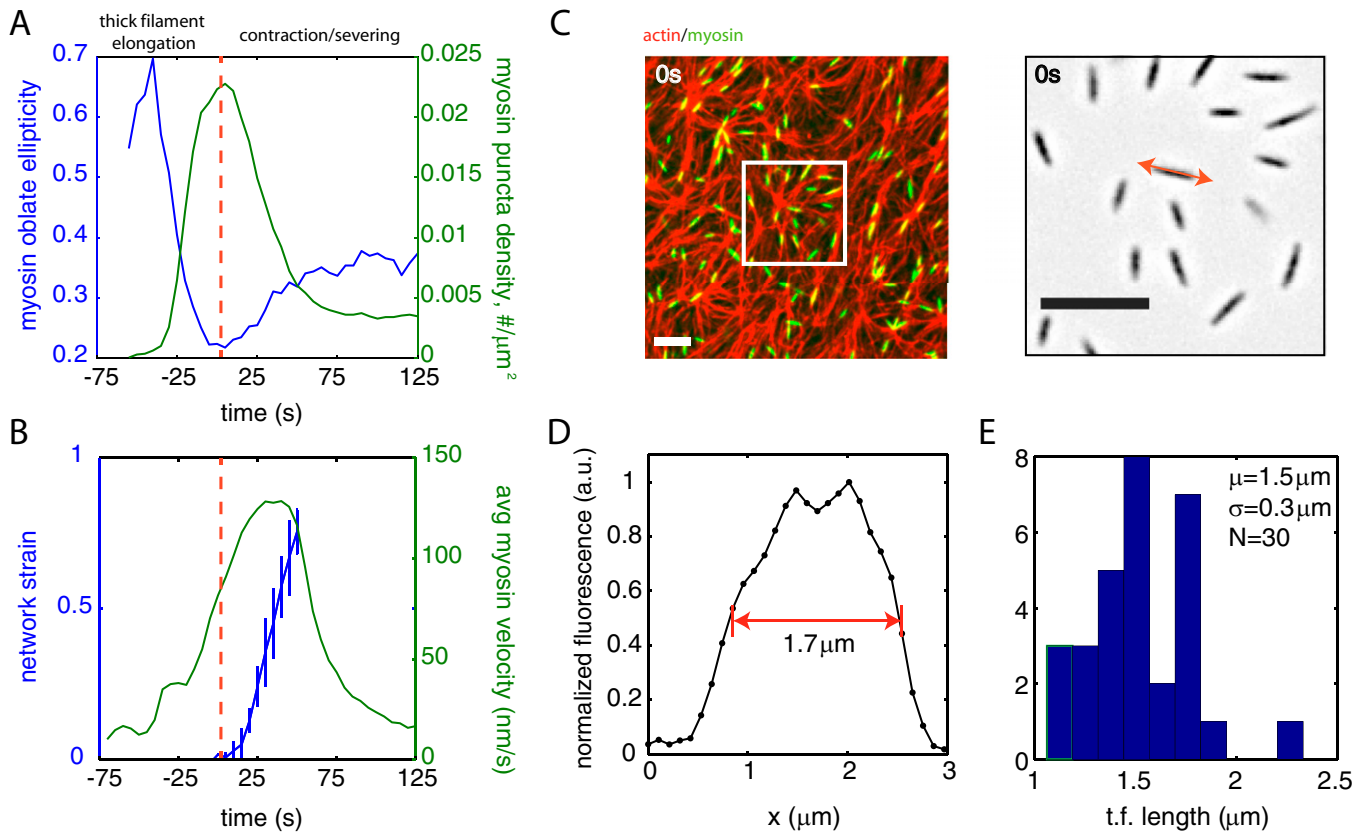 A
thick filament
elongation
contraction/severing
0.7
0.6
0.5
0.4
0.3
0.2
myosin oblate ellipticity
0.025
0.02
0.015
0.01
0.005
0
myosin puncta density, #/μm²
-75
-25
25
75
125
time (s)
B
1
0.5
0
network strain
150
100
50
0
avg myosin velocity (nm/s)
-75
-25
25
75
125
time (s)
C
actin/myosin
0s
0s
D
1
0.8
0.6
0.4
0.2
0
normalized fluorescence (a.u.)
1.7μm
0
1
2
3
x (μm)
E
8
6
4
2
0
μ=1.5μm
σ=0.3μm
N=30
1
1.5
2
2.5
t.f. length (μm)